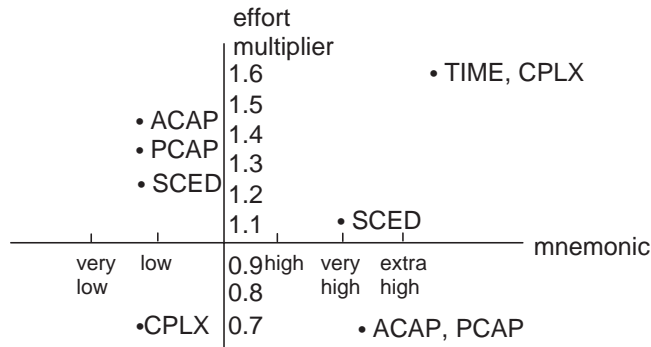 effort
multiplier
1.6
• TIME, CPLX
1.5
• ACAP
1.4
• PCAP
1.3
• SCED
1.2
1.1
• SCED
mnemonic
very
low
low
0.9
high
very
high
extra
high
0.8
•CPLX
0.7
• ACAP, PCAP